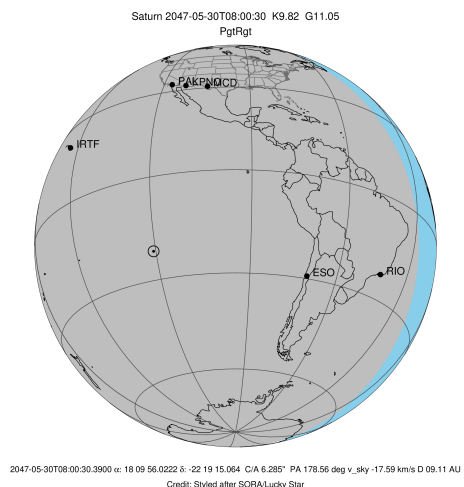 Saturn 2047-05-30T08:00:30 K9.82 G11.05
PgtRgt
MCD
IRTF
ESO
RIO
2047-05-30T08:00:30.3900 α: 18 09 56.0222 δ: -22 19 15.064 C/A 6.285" PA 178.56 deg v_sky -17.59 km/s D 09.11 AU
Credit: Styled after SORA/Lucky Star